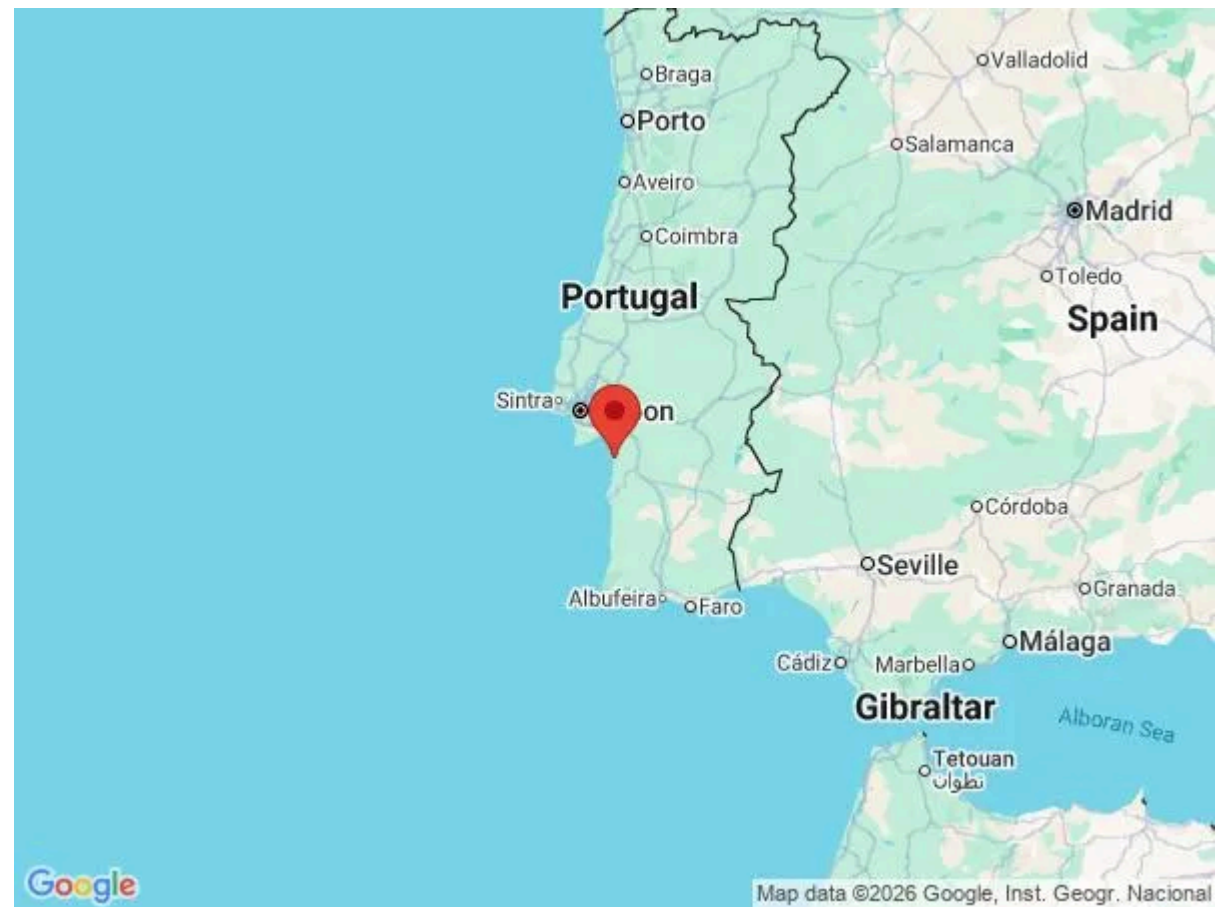 Valladolid
Braga
Porto
Salamanca
Aveiro
Madrid
Coimbra
Toledo
Portugal
Spain
Sintra
on
Córdoba
Seville
Granada
Albufeira
Faro
Málaga
Cádiz
Marbella
Gibraltar
Alboran Sea
Tetouan
تطوان
Google
Map data ©2026 Google, Inst. Geogr. Nacional